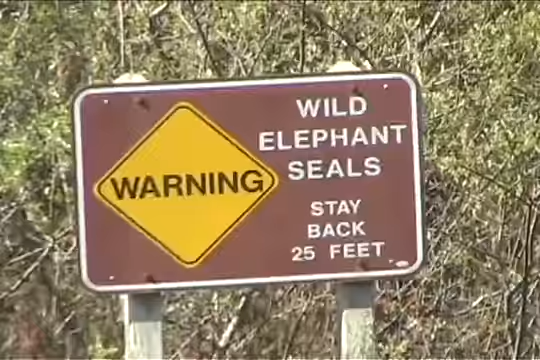 WARNING
WILD
ELEPHANT
SEALS
STAY
BACK
25 FEET